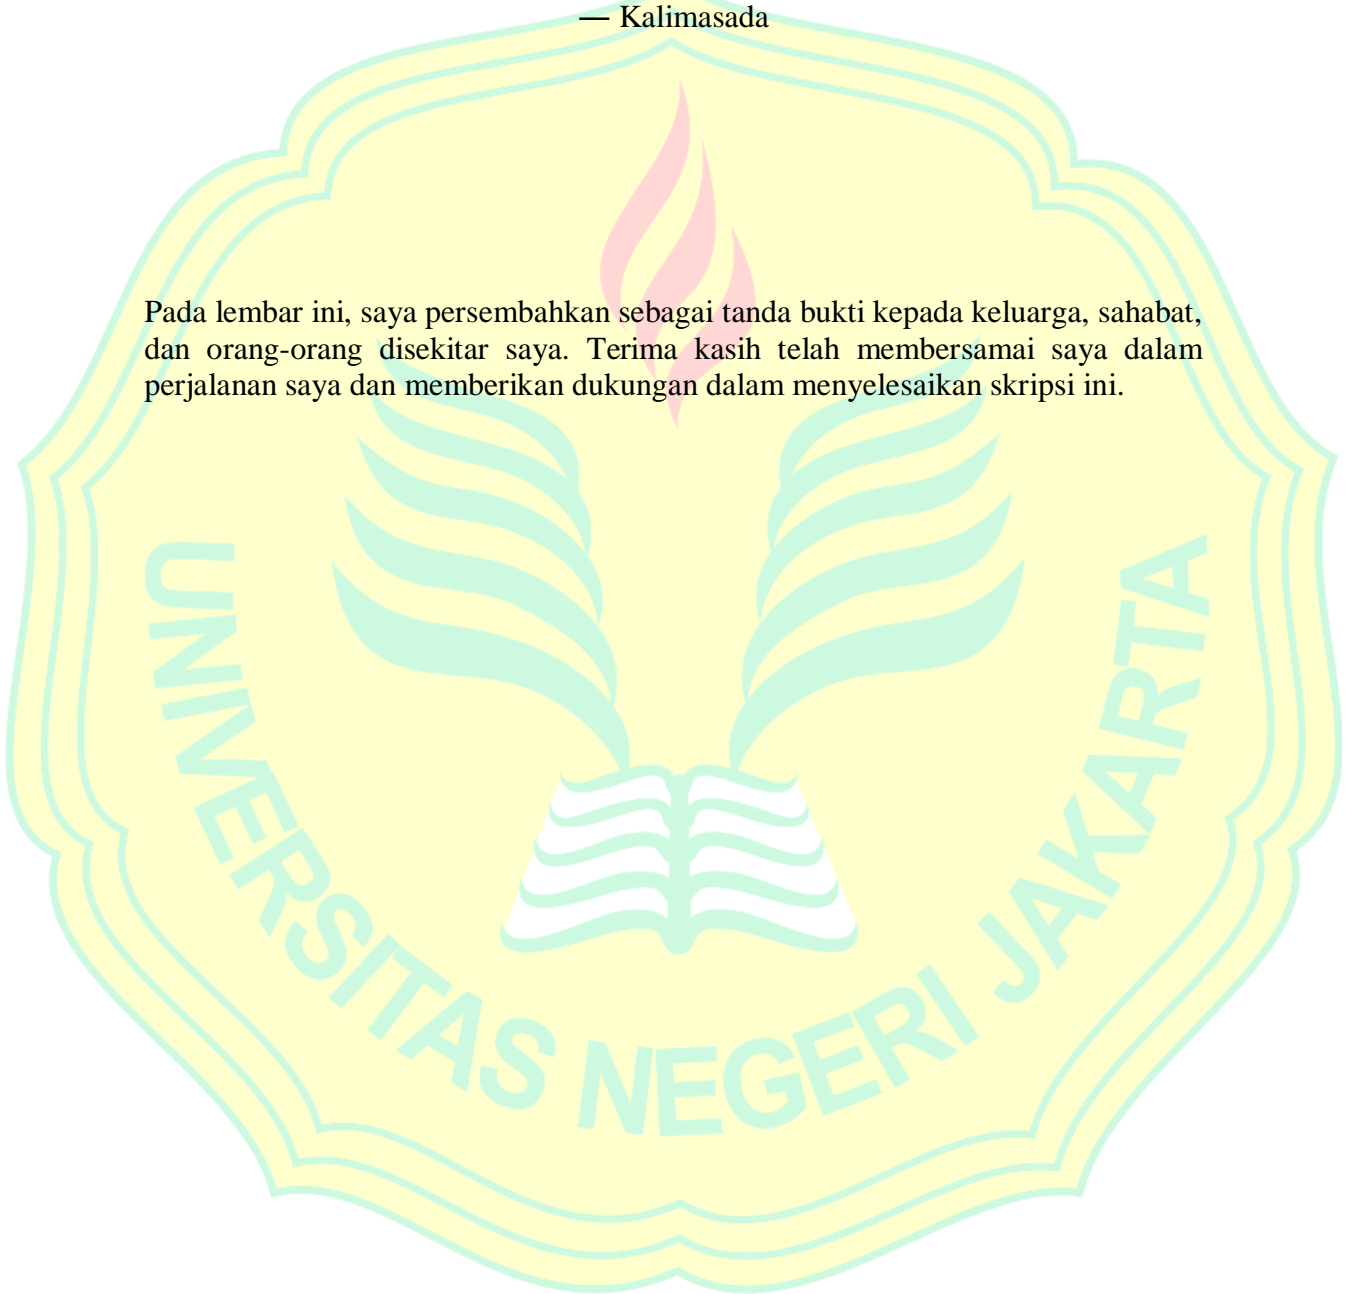 — Kalimasada
Pada lembar ini, saya persembahkan sebagai tanda bukti kepada keluarga, sahabat,
dan orang-orang disekitar saya. Terima kasih telah membersamai saya dalam
perjalanan saya dan memberikan dukungan dalam menyelesaikan skripsi ini.
UNIVERSITAS NEGERI JAKARTA